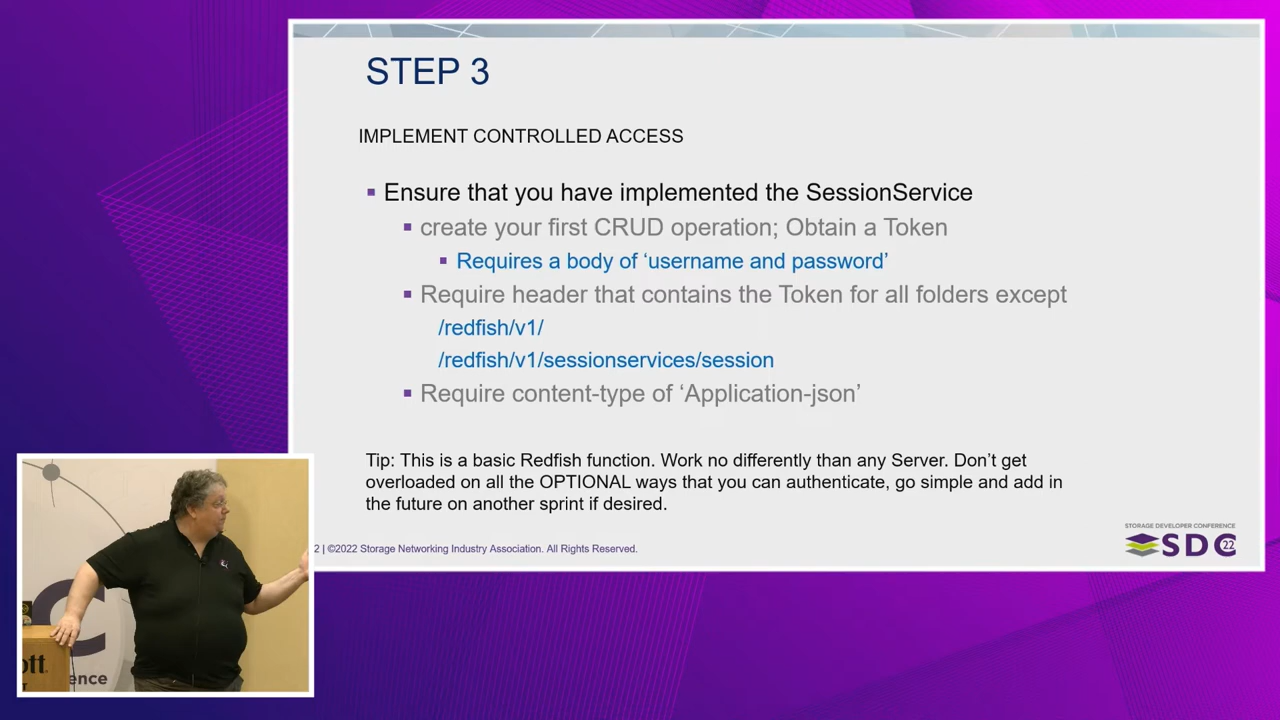 STEP 3
IMPLEMENT CONTROLLED ACCESS
Ensure that you have implemented the SessionService
create your first CRUD operation; Obtain a Token
Requires a body of ‘username and password’
Require header that contains the Token for all folders except
/redfish/v1/
/redfish/v1/sessionservices/session
Require content-type of ‘Application-json’
Tip: This is a basic Redfish function. Work no differently than any Server. Don’t get
overloaded on all the OPTIONAL ways that you can authenticate, go simple and add in
the future on another sprint if desired.
2 | ©2022 Storage Networking Industry Association. All Rights Reserved.
STORAGE DEVELOPER CONFERENCE
SDC 22
C
ott
ence